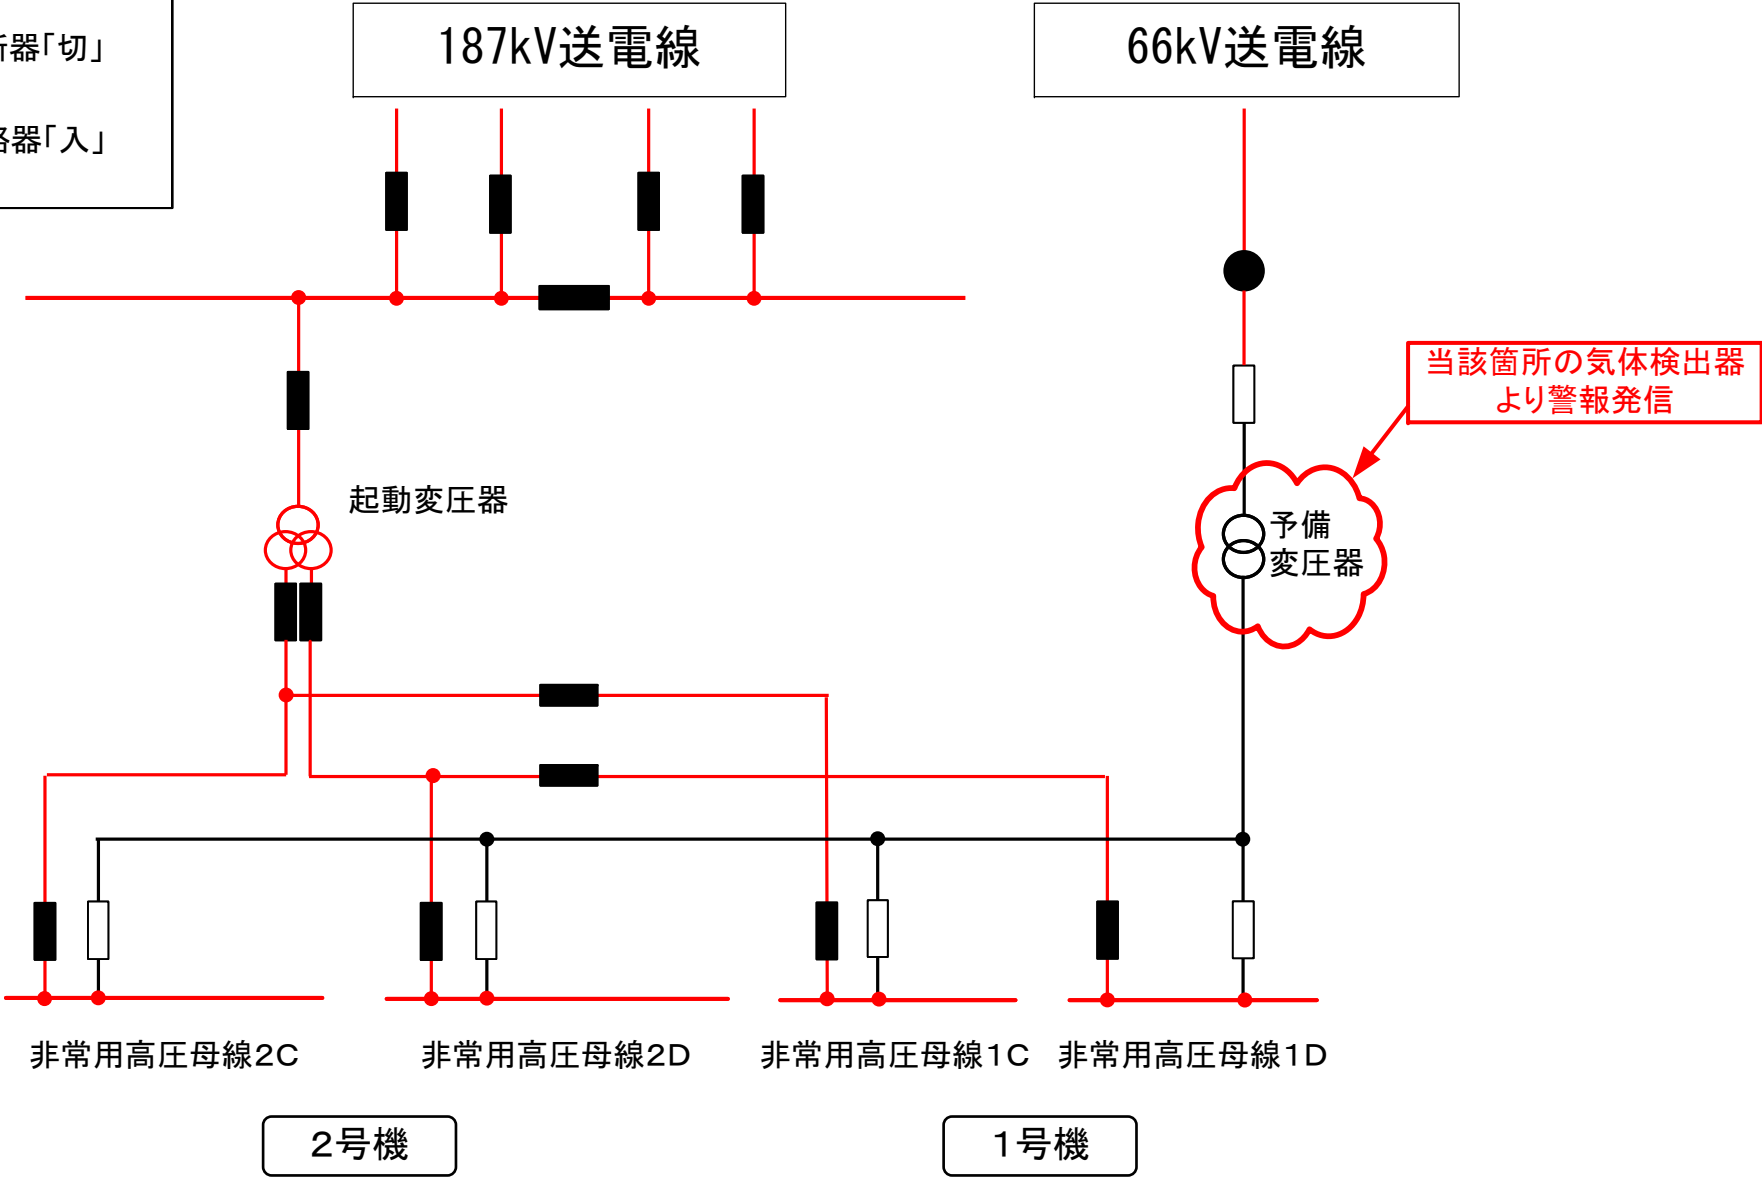 器「切」
器「入」
187kV送電線
66kV送電線
当該箇所の気体検出器
より警報発信
起動変圧器
予備
変圧器
非常用高圧母線2C
非常用高圧母線2D
非常用高圧母線1C
非常用高圧母線1D
2号機
1号機